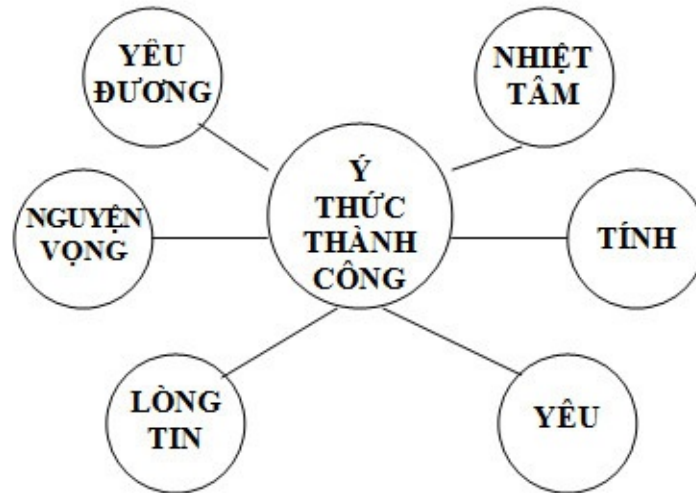 YÊU
ĐƯƠNG
NHIỆT
TÂM
Ý
THỨC
THÀNH
CÔNG
NGUYỆN
VỌNG
TÍNH
LÒNG
TIN
YÊU